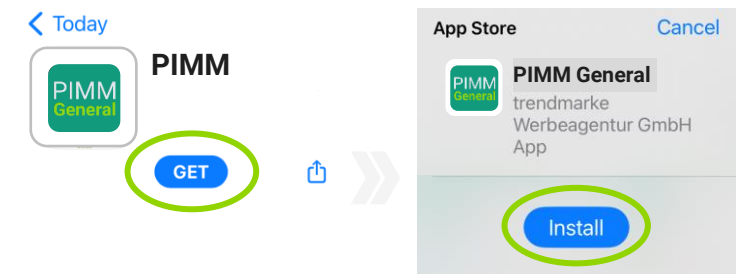 Today
PIMM
General
PIMM
GET
App Store
Cancel
PIMM
General
PIMM General
trendmarke
Werbeagentur GmbH
App
Install